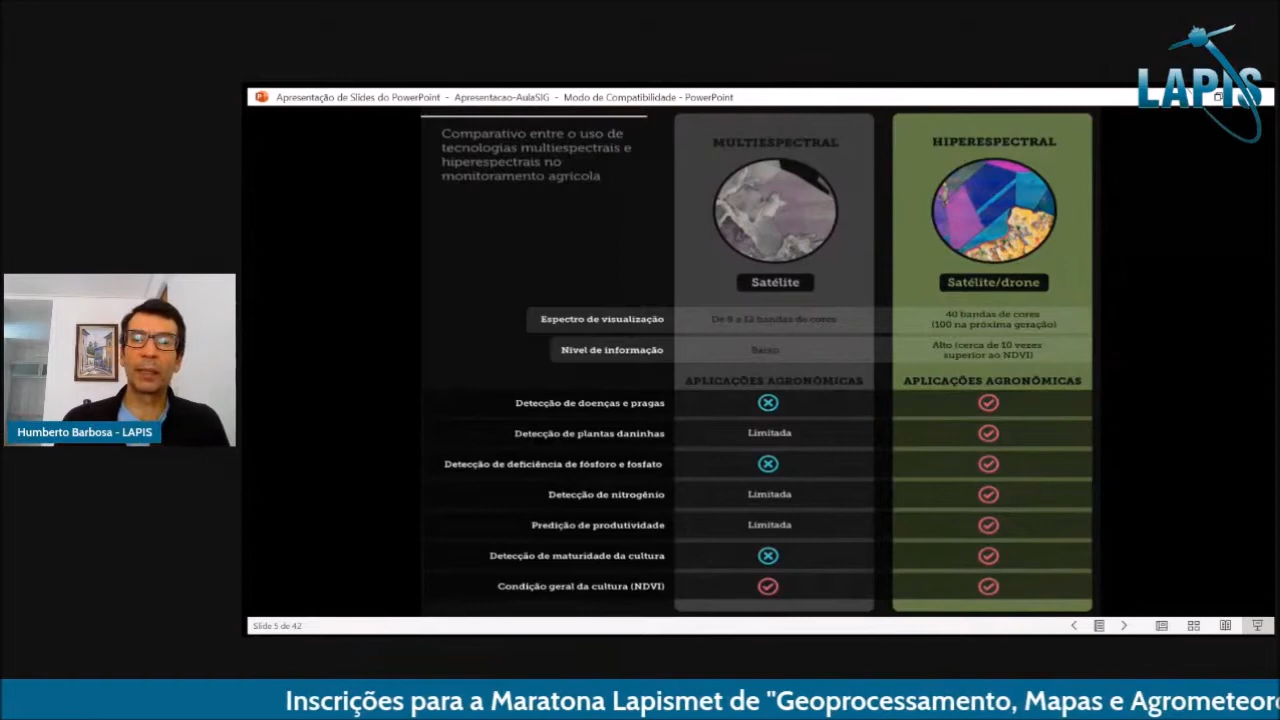 LAPIS
Apresentação de Slides do PowerPoint - Apresentacao-AulaSIG - Modo de Compatibilidade - PowerPoint
Comparativo entre o uso de
tecnologias multiespectrais e
hiperespectrais no
monitoramento agrícola
MULTIESPECTRAL
HIPERESPECTRAL
Satélite
Satélite/drone
Espectro de visualização
De 8 a 12 bandas de cores
40 bandas de cores
(100 na próxima geração)
Nível de informação
Baixo
Alto (cerca de 10 vezes
superior ao NDVI)
APLICAÇÕES AGRONÔMICAS
APLICAÇÕES AGRONÔMICAS
Detecção de doenças e pragas
Detecção de plantas daninhas
Limitada
Detecção de deficiência de fósforo e fosfato
Detecção de nitrogênio
Limitada
Predição de produtividade
Limitada
Detecção de maturidade da cultura
Condição geral da cultura (NDVI)
Humberto Barbosa - LAPIS
Slide 5 de 42
Inscrições para a Maratona Lapismet de "Geoprocessamento, Mapas e Agrometeoro